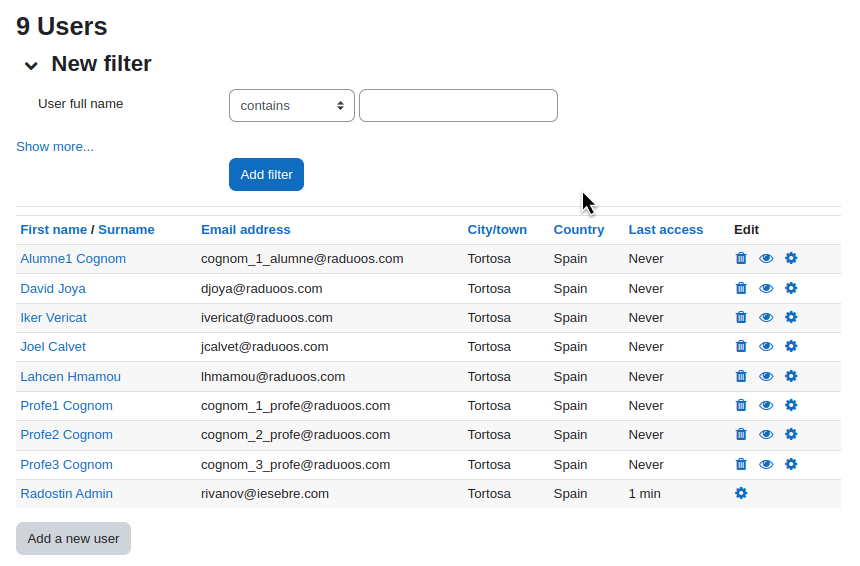 9 Users
New filter
User full name contains
Show more...
Add filter
First name / Surname Email address City/town Country Last access Edit
Alumne1 Cognom cognom_1_alumne@raduoos.com Tortosa Spain Never
David Joya djoya@raduoos.com Tortosa Spain Never
Iker Vericat ivericat@raduoos.com Tortosa Spain Never
Joel Calvet jcalvet@raduoos.com Tortosa Spain Never
Lahcen Hmamou lhmamou@raduoos.com Tortosa Spain Never
Profe1 Cognom cognom_1_profe@raduoos.com Tortosa Spain Never
Profe2 Cognom cognom_2_profe@raduoos.com Tortosa Spain Never
Profe3 Cognom cognom_3_profe@raduoos.com Tortosa Spain Never
Radostin Admin rivanov@iesebre.com Tortosa Spain 1 min
Add a new user